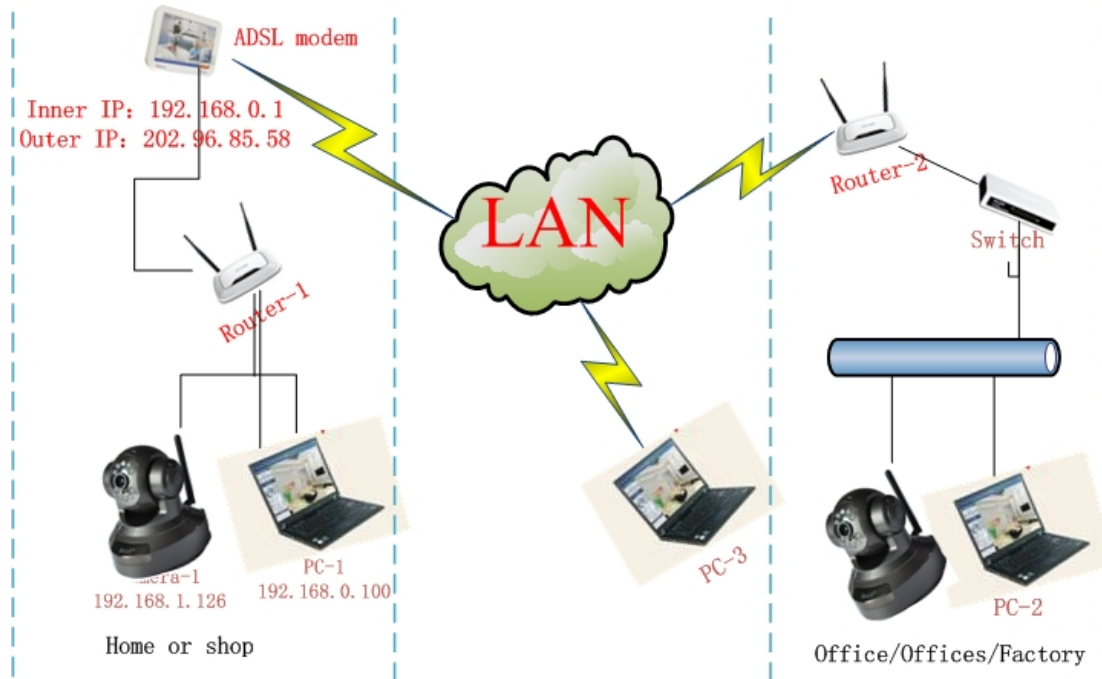 ADSL modem
Inner IP: 192.168.0.1
Outer IP: 202.96.85.58
Router-1
PC-1
192.168.1.126
192.168.0.100
Home or shop
LAN
PC-3
Router-2
Switch
PC-2
Office/Offices/Factory